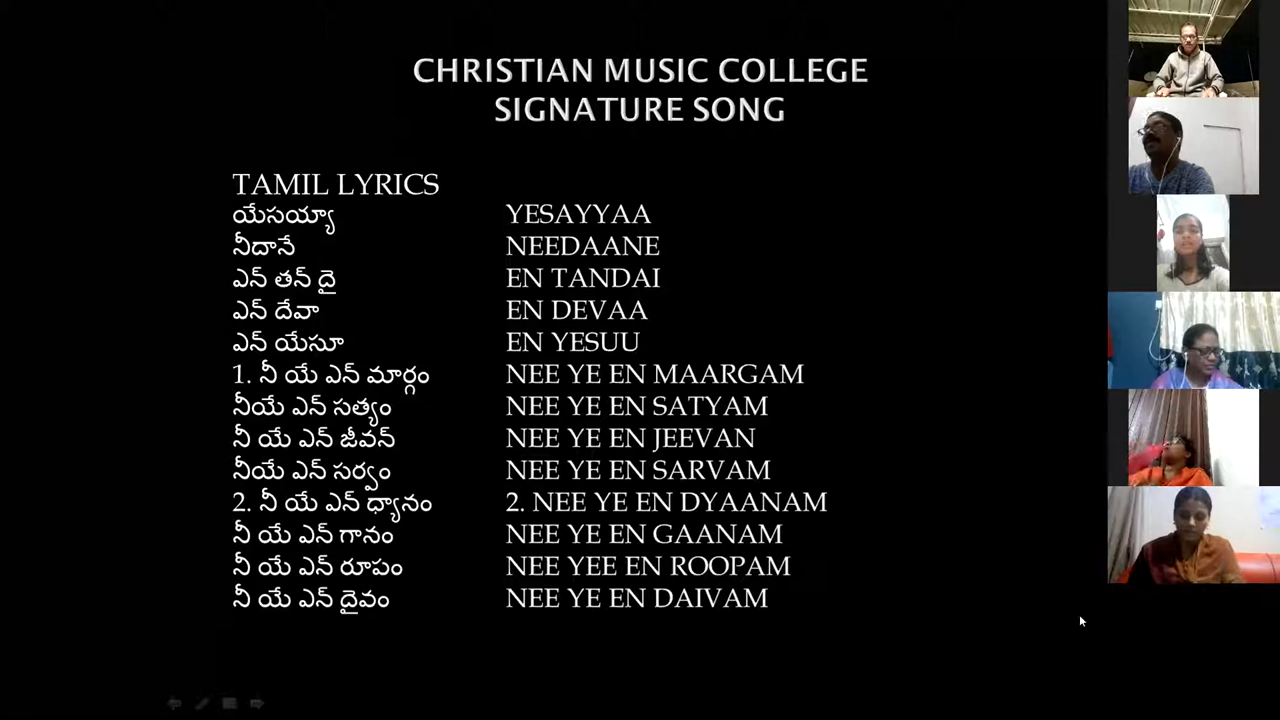 CHRISTIAN MUSIC COLLEGE
SIGNATURE SONG
TAMIL LYRICS
యేసయ్యా YESAYYAA
నీదానే NEEDAANE
ఎన్ తన్ దై EN TANDAI
ఎన్ దేవా EN DEVAA
ఎన్ యేసూ EN YESUU
1. నీ యే ఎన్ మార్గం NEE YE EN MAARGAM
నీయే ఎన్ సత్యం NEE YE EN SATYAM
నీ యే ఎన్ జీవన్ NEE YE EN JEEVAN
నీయే ఎన్ సర్వం NEE YE EN SARVAM
2. నీ యే ఎన్ ధ్యానం 2. NEE YE EN DYAANAM
నీ యే ఎన్ గానం NEE YE EN GAANAM
నీ యే ఎన్ రూపం NEE YEE EN ROOPAM
నీ యే ఎన్ దైవం NEE YE EN DAIVAM